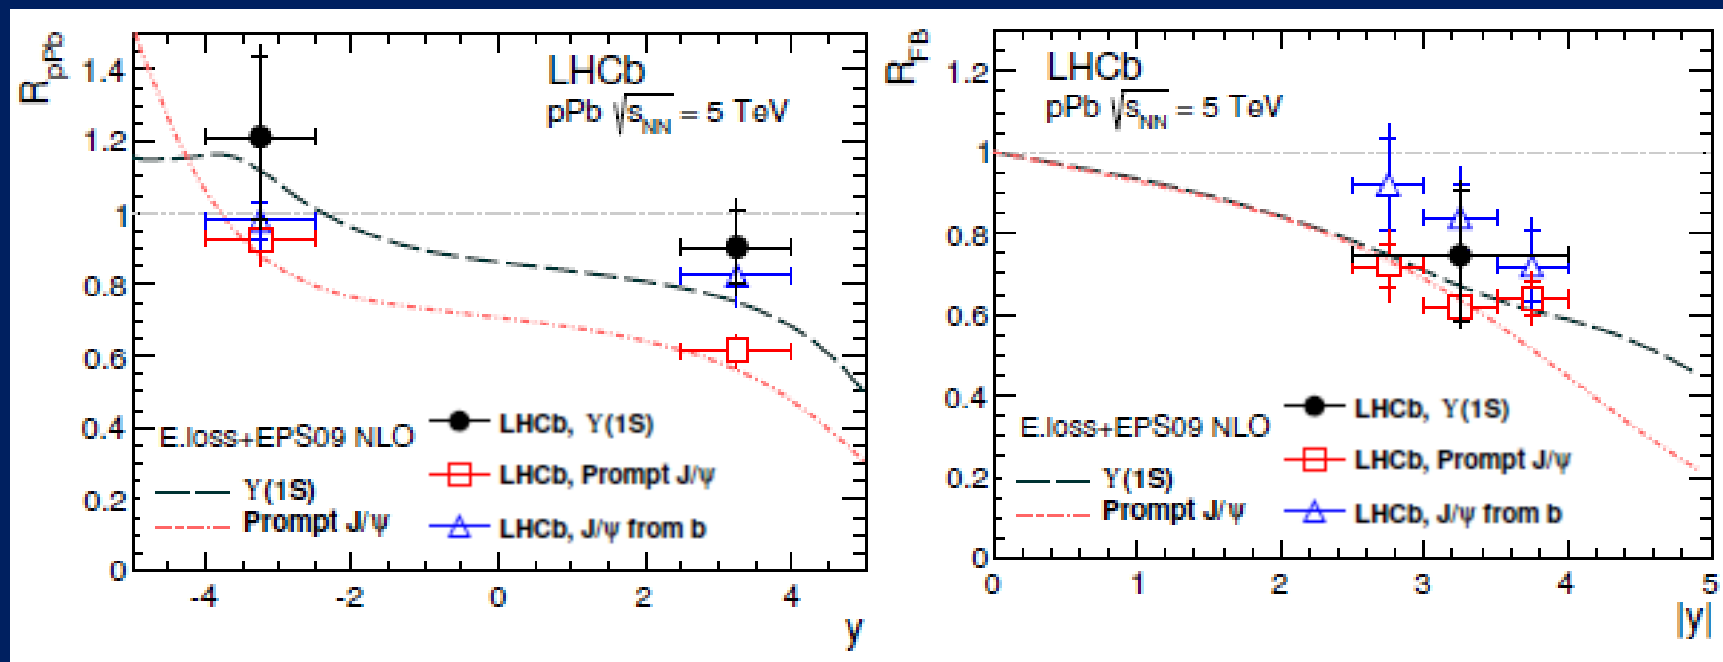 R_pPb
1.4
1.2
1
0.8
0.6
0.4
0.2
0
LHCb
pPb √s_NN = 5 TeV
E.loss+EPS09 NLO
Υ(1S)
Prompt J/ψ
LHCb, Υ(1S)
LHCb, Prompt J/ψ
LHCb, J/ψ from b
-4 -2 0 2 4
y
R_FB
1.2
1
0.8
0.6
0.4
0.2
0
LHCb
pPb √s_NN = 5 TeV
E.loss+EPS09 NLO
Υ(1S)
Prompt J/ψ
LHCb, Υ(1S)
LHCb, Prompt J/ψ
LHCb, J/ψ from b
0 1 2 3 4 5
|y|